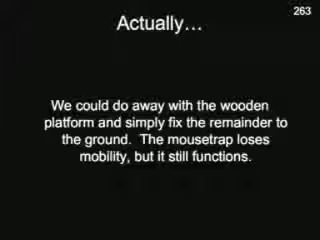 263
Actually…
We could do away with the wooden
platform and simply fix the remainder to
the ground.  The mousetrap loses
mobility, but it still functions.